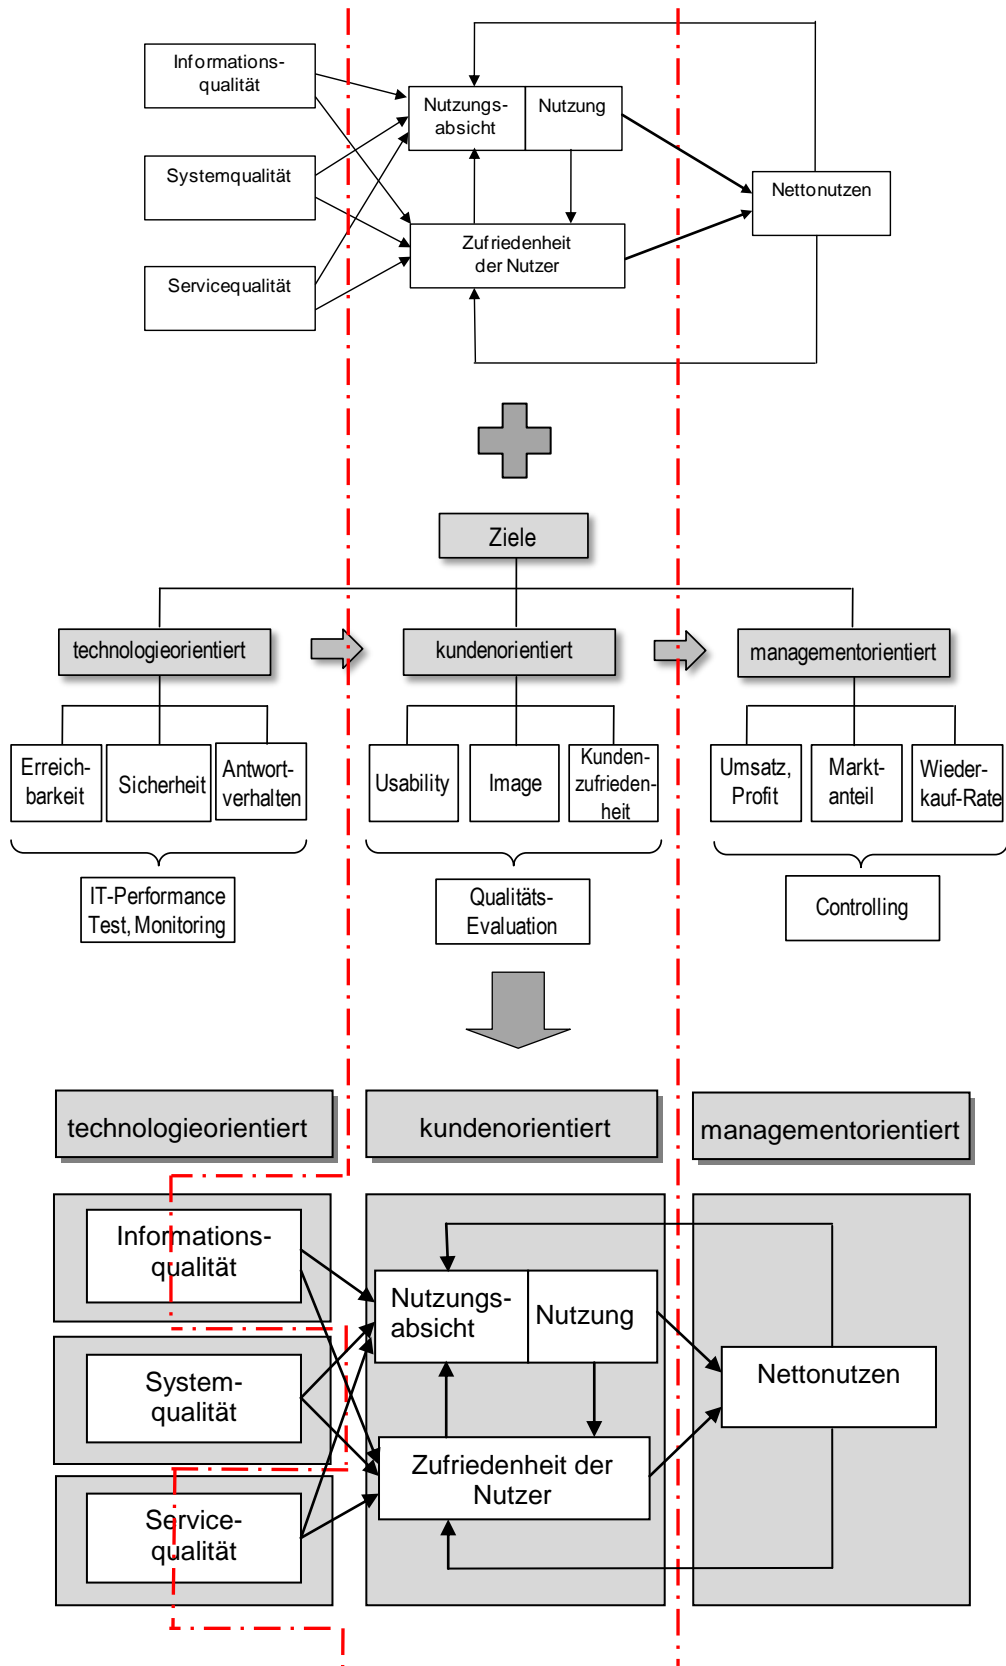 Informations-
qualität
Nutzungs-
absicht
Nutzung
Systemqualität
Nettonutzen
Zufriedenheit
der Nutzer
Servicequalität
Ziele
technologieorientiert
kundenorientiert
managementorientiert
Erreich-
barkeit
Sicherheit
Antwort-
verhalten
Usability
Image
Kunden-
zufrieden-
heit
Umsatz,
Profit
Markt-
anteil
Wieder-
kauf-Rate
IT-Performance
Test, Monitoring
Qualitäts-
Evaluation
Controlling
technologieorientiert
kundenorientiert
managementorientiert
Informations-
qualität
Nutzungs-
absicht
Nutzung
System-
qualität
Nettonutzen
Zufriedenheit der
Nutzer
Service-
qualität